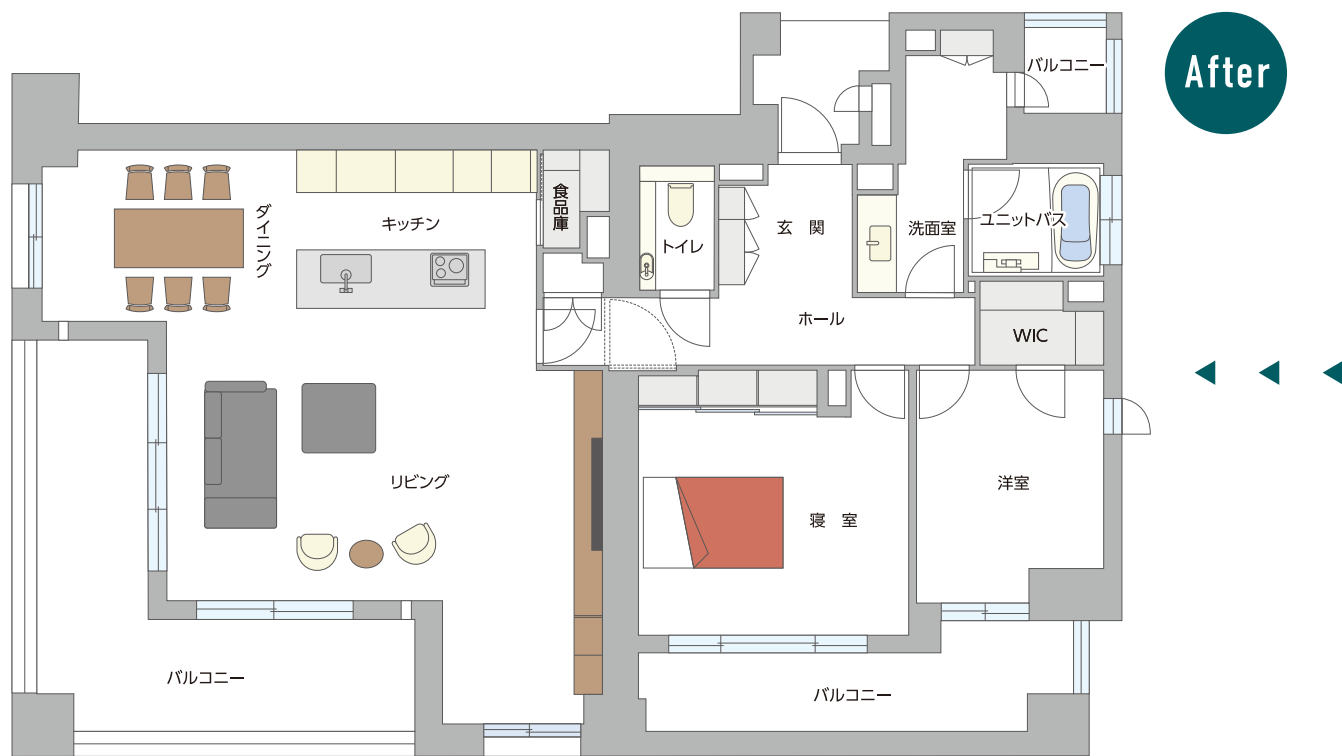 After
バルコニー
ダイニング
キッチン
食品庫
トイレ
玄 関
洗面室
ユニットバス
ホール
WIC
リビング
寝 室
洋室
バルコニー
バルコニー